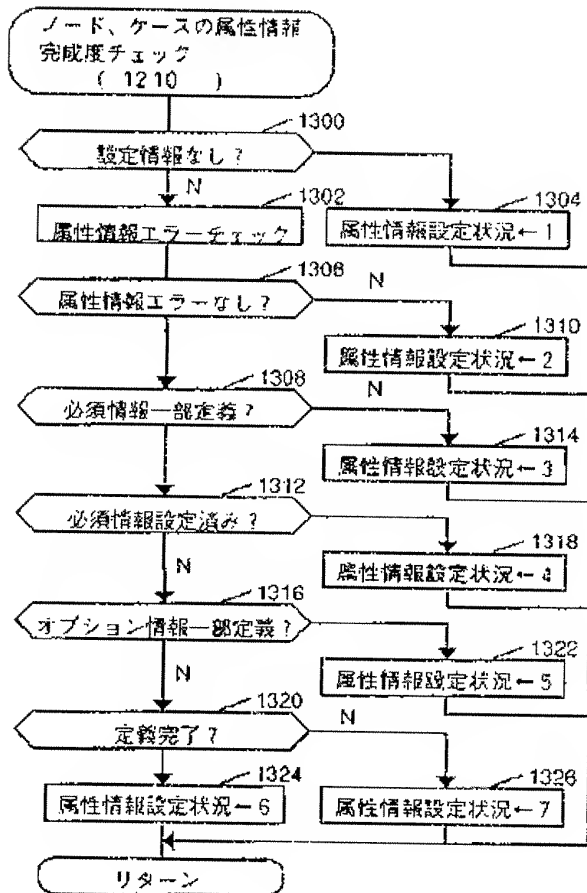 ノード、ケースの属性情報
完成度チェック
( 1210 )
1300
設定情報なし?
N
1302
属性情報エラーチェック
1304
属性情報設定状況←1
1306
属性情報エラーなし?
N
1310
属性情報設定状況←2
1308
N
必須情報一部定義?
1314
属性情報設定状況←3
1312
必須情報設定済み?
N
1318
属性情報設定状況←4
1316
オプション情報一部定義?
N
1322
属性情報設定状況←5
1320
定義完了?
N
1324
属性情報設定状況←6
1326
属性情報設定状況←7
リターン